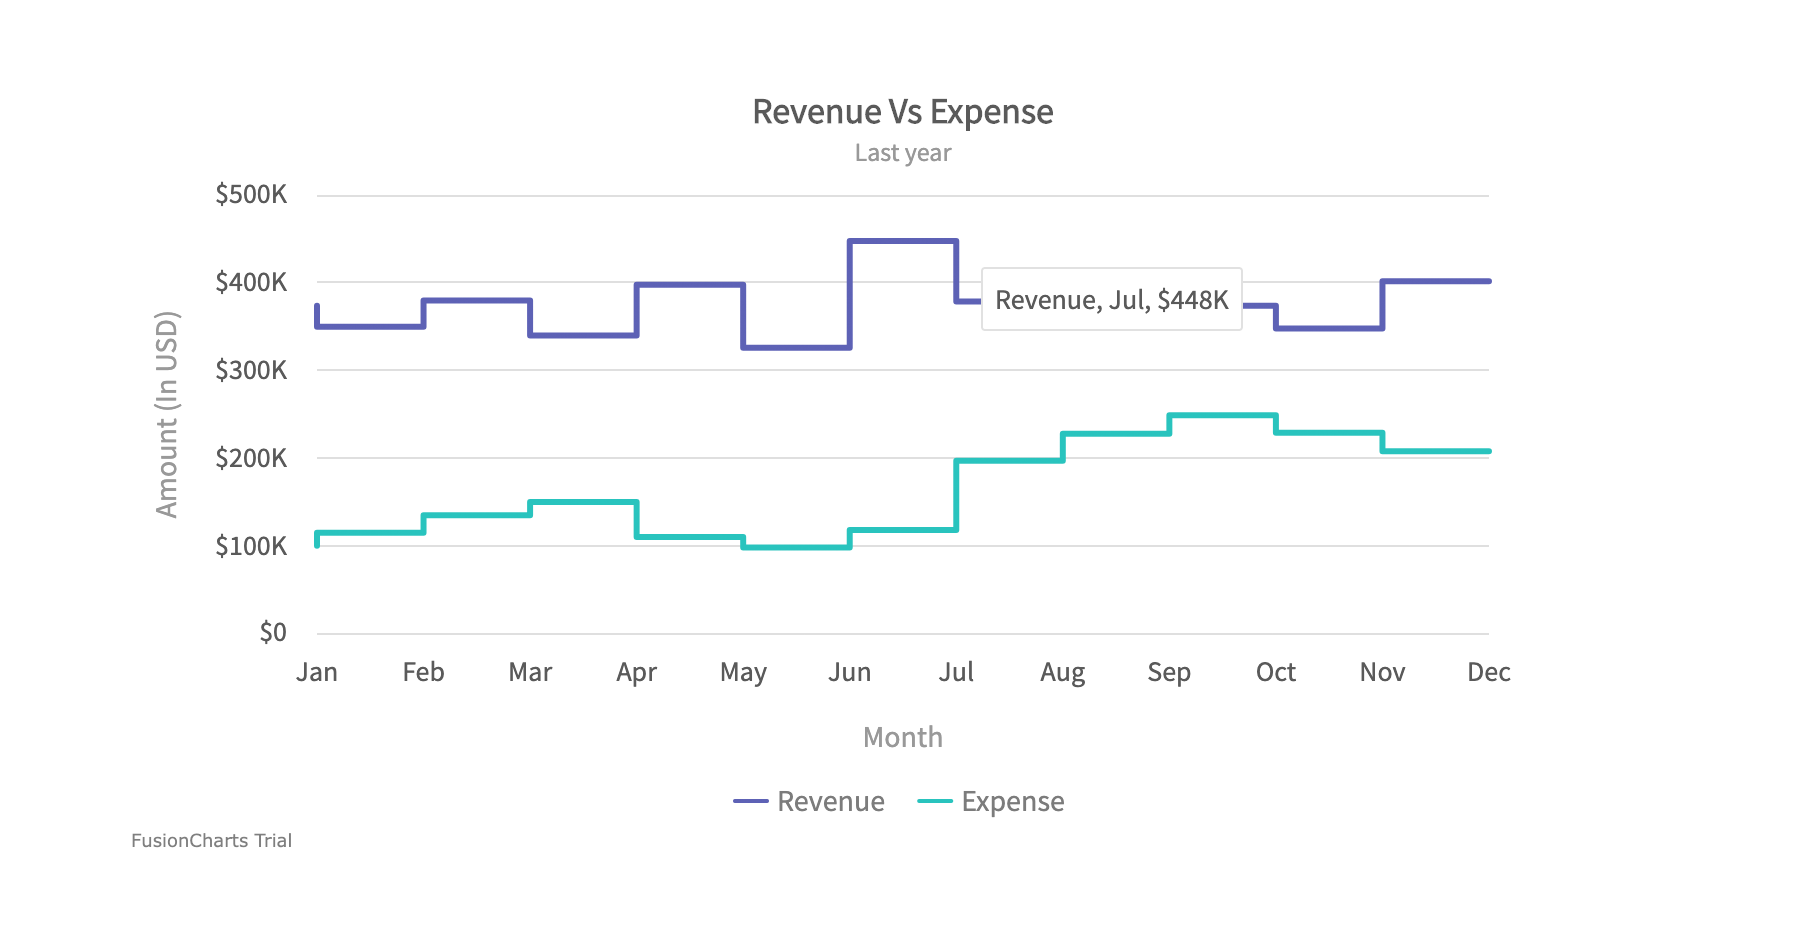 Revenue Vs Expense
Last year
$500K
$400K
$300K
$200K
$100K
$0
Amount (In USD)
Revenue, Jul, $448K
Jan Feb Mar Apr May Jun Jul Aug Sep Oct Nov Dec
Month
Revenue Expense
FusionCharts Trial